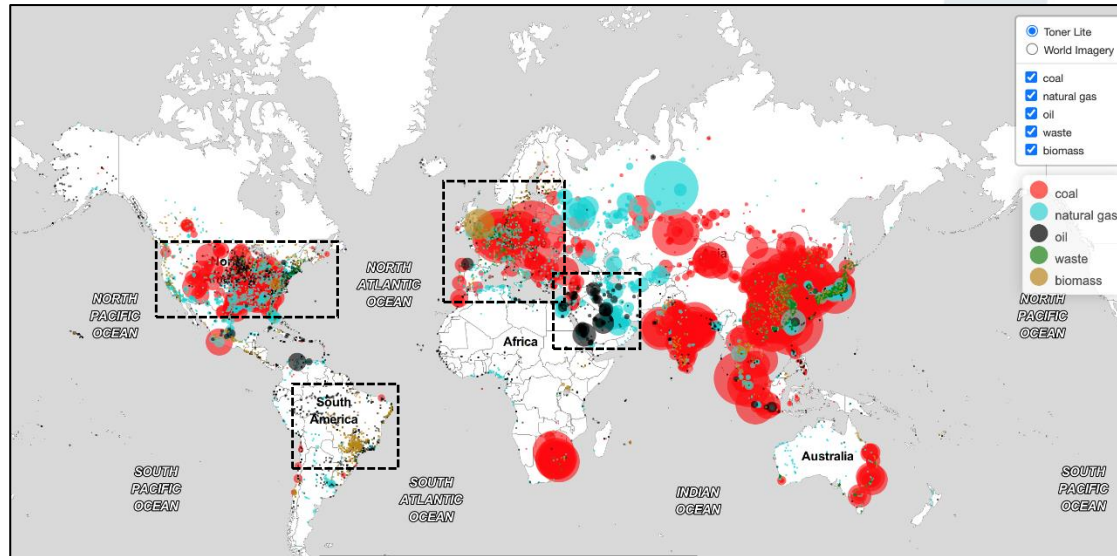 Toner Lite
World Imagery
coal
natural gas
oil
waste
biomass
coal
natural gas
oil
waste
biomass
NORTH
PACIFIC
OCEAN
NORTH
ATLANTIC
OCEAN
NORTH
PACIFIC
OCEAN
Africa
South
America
Australia
SOUTH
PACIFIC
OCEAN
SOUTH
ATLANTIC
OCEAN
INDIAN
OCEAN
SOUTH
PACIFIC
OCEAN